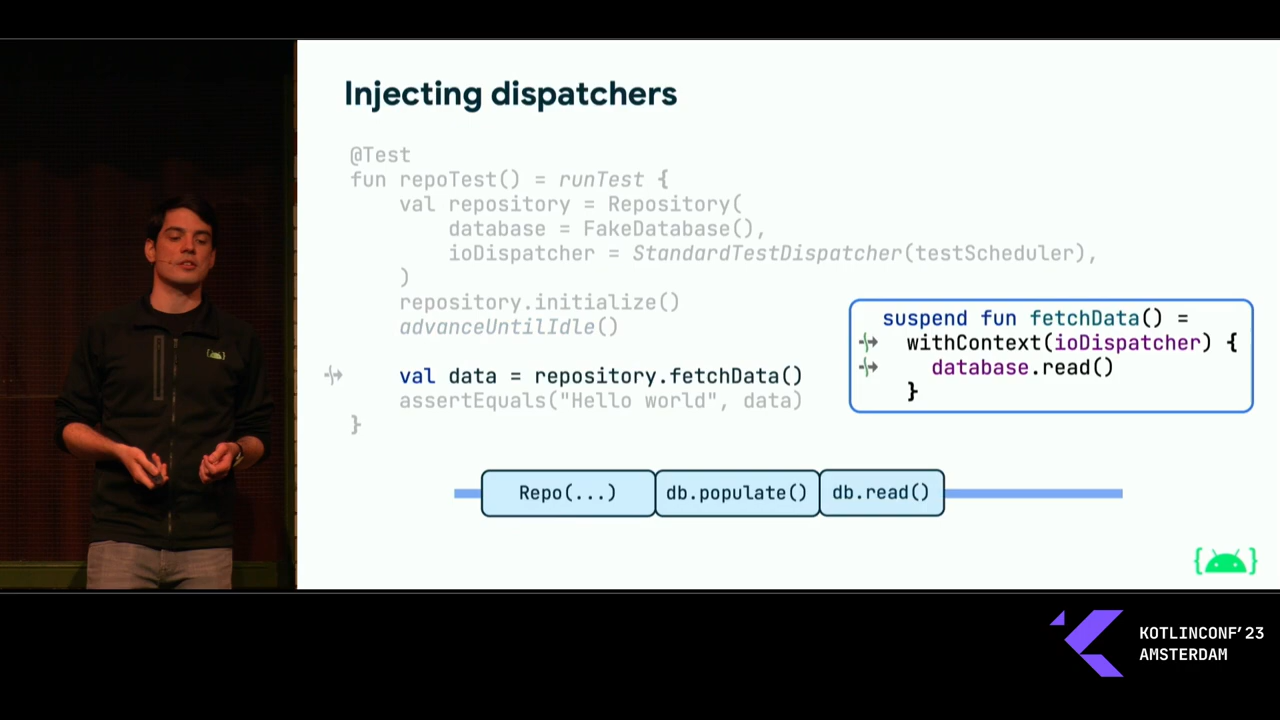 Injecting dispatchers
@Test
fun repoTest() = runTest {
    val repository = Repository(
        database = FakeDatabase(),
        ioDispatcher = StandardTestDispatcher(testScheduler),
    )
    repository.initialize()
    advanceUntilIdle()
    val data = repository.fetchData()
    assertEquals("Hello world", data)
}
suspend fun fetchData() =
  withContext(ioDispatcher) {
    database.read()
  }
Repo(...) db.populate() db.read()
KOTLINCONF'23
AMSTERDAM